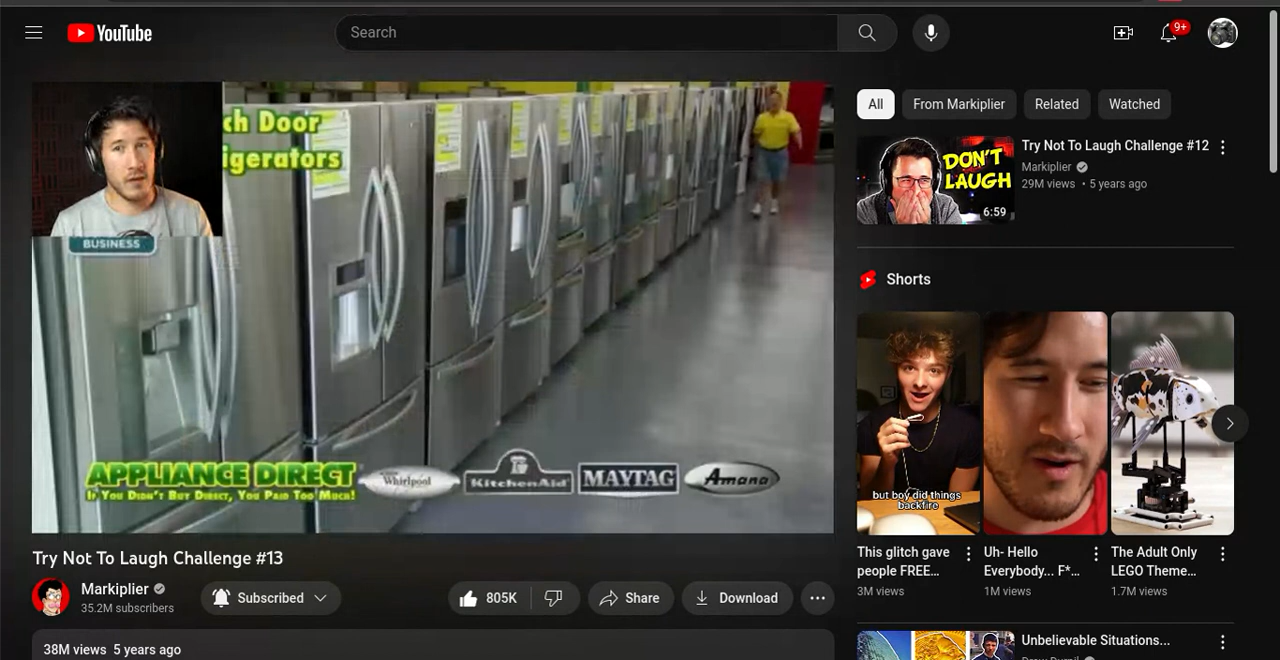 YouTube
Search
9+
ch Door
igerators
BUSINESS
APPLIANCE DIRECT
If You Didn't Buy Direct, You Paid Too Much!
Whirlpool
KitchenAid
MAYTAG
Amana
Try Not To Laugh Challenge #13
Markiplier
35.2M subscribers
Subscribed
805K
Share
Download
38M views 5 years ago
All
From Markiplier
Related
Watched
DON'T
LAUGH
6:59
Try Not To Laugh Challenge #12
Markiplier
29M views • 5 years ago
Shorts
but boy did things
backfire
This glitch gave
people FREE...
3M views
Uh- Hello
Everybody... F*...
1M views
The Adult Only
LEGO Theme...
1.7M views
Unbelievable Situations...